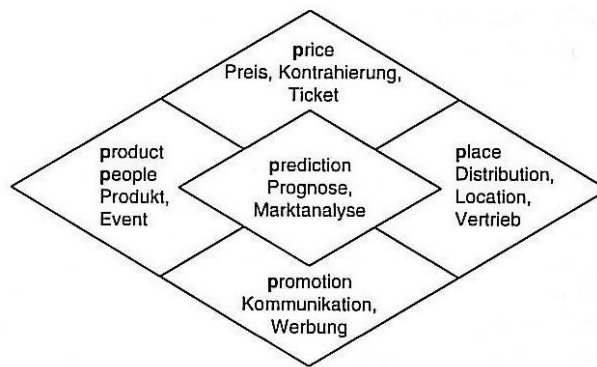 price
Preis, Kontrahierung,
Ticket
product
people
Produkt,
Event
prediction
Prognose,
Marktanalyse
place
Distribution,
Location,
Vertrieb
promotion
Kommunikation,
Werbung